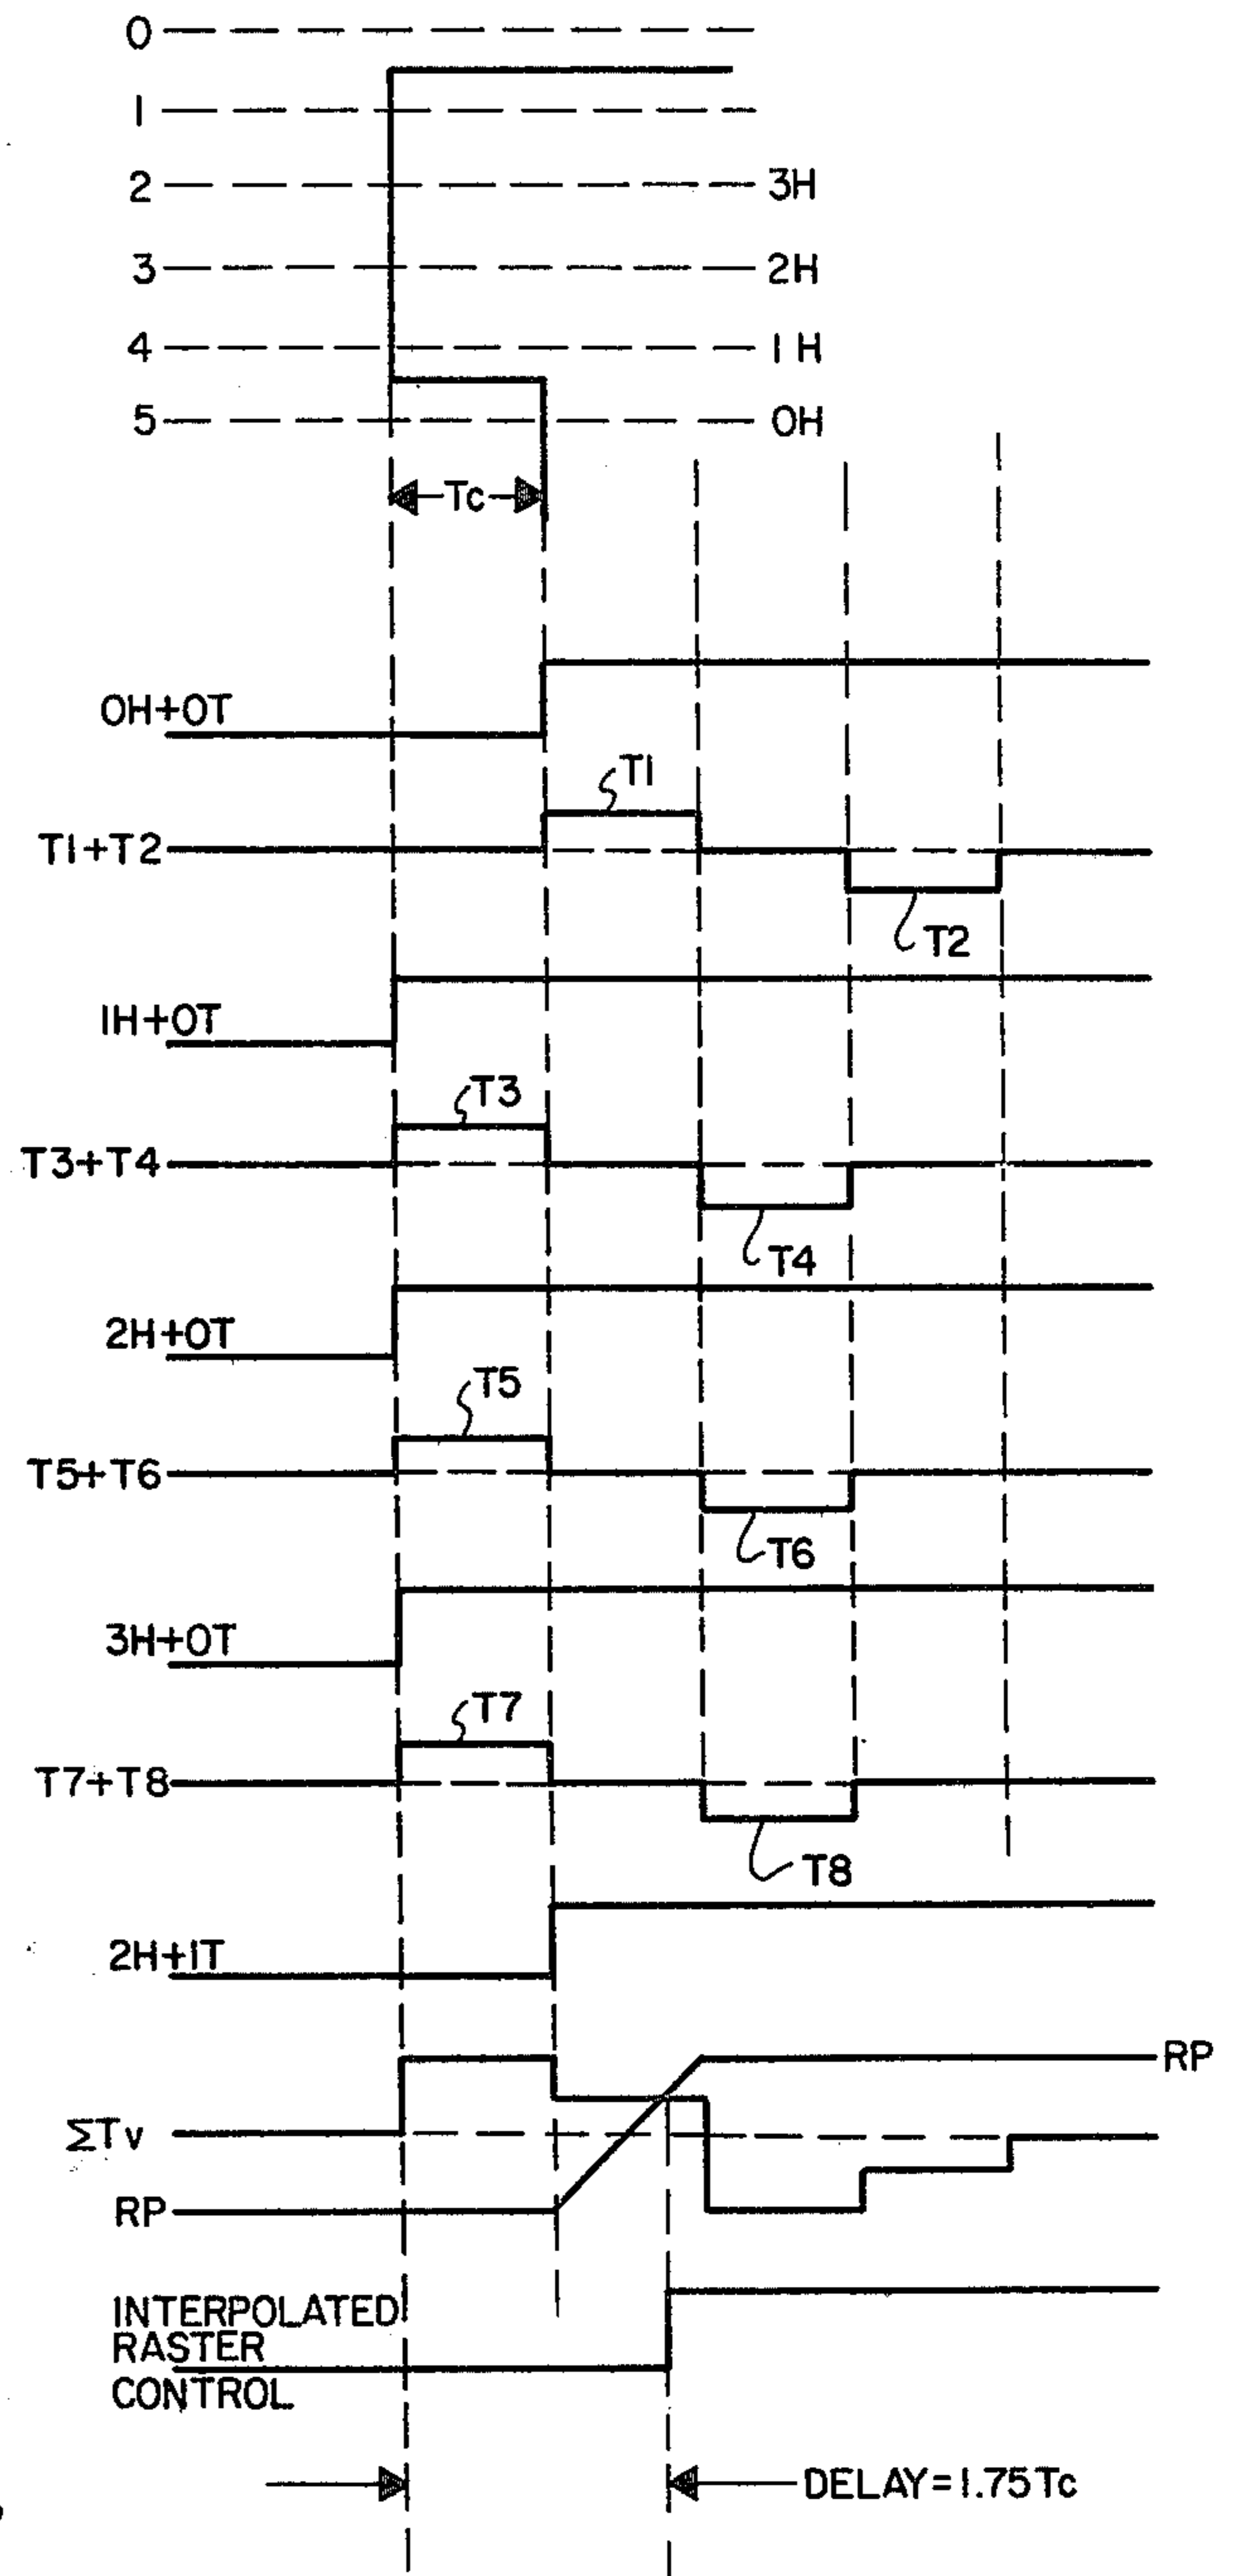 0
1
2 3H
3 2H
4 1H
5 0H
Tc
0H+0T
T1
T1+T2
T2
1H+0T
T3
T3+T4
T4
2H+0T
T5
T5+T6
T6
3H+0T
T7
T7+T8
T8
2H+1T
RP
ΣTv
RP
INTERPOLATED
RASTER
CONTROL
DELAY=1.75Tc